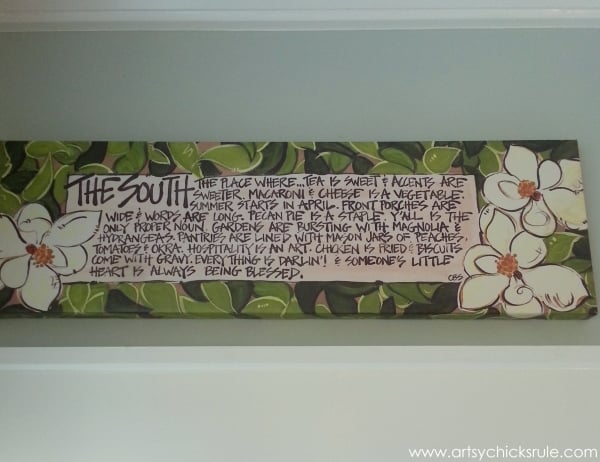 THE SOUTH-THE PLACE WHERE...TEA IS SWEET & ACCENTS ARE
SWEETER. MACARONI & CHEESE IS A VEGETABLE.
SUMMER STARTS IN APRIL. FRONT PORCHES ARE
WIDE & WORDS ARE LONG. PECAN PIE IS A STAPLE. Y'ALL IS THE
ONLY PROPER NOUN. GARDENS ARE BURSTING WITH MAGNOLIA &
HYDRANGEAS. PANTRIES ARE LINED WITH MASON JARS OF PEACHES,
TOMATOES & OKRA. HOSPITALITY IS AN ART. CHICKEN IS FRIED & BISCUITS
COME WITH GRAVY. EVERYTHING IS DARLIN'! & SOMEONE'S LITTLE
HEART IS ALWAYS BEING BLESSED.
CBS
www.artsychicksrule.com